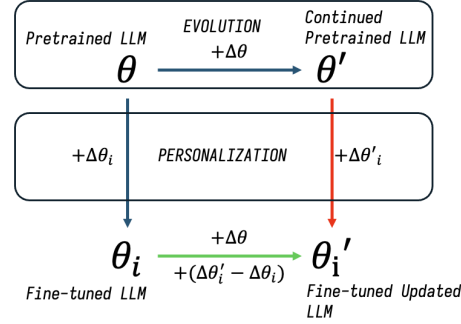 EVOLUTION
Continued
Pretrained LLM
Pretrained LLM
+Δθ
θ
θ′
+Δθᵢ
PERSONALIZATION
+Δθ′ᵢ
+Δθ
θᵢ
θᵢ′
+(Δθᵢ′ − Δθᵢ)
Fine-tuned LLM
Fine-tuned Updated
LLM